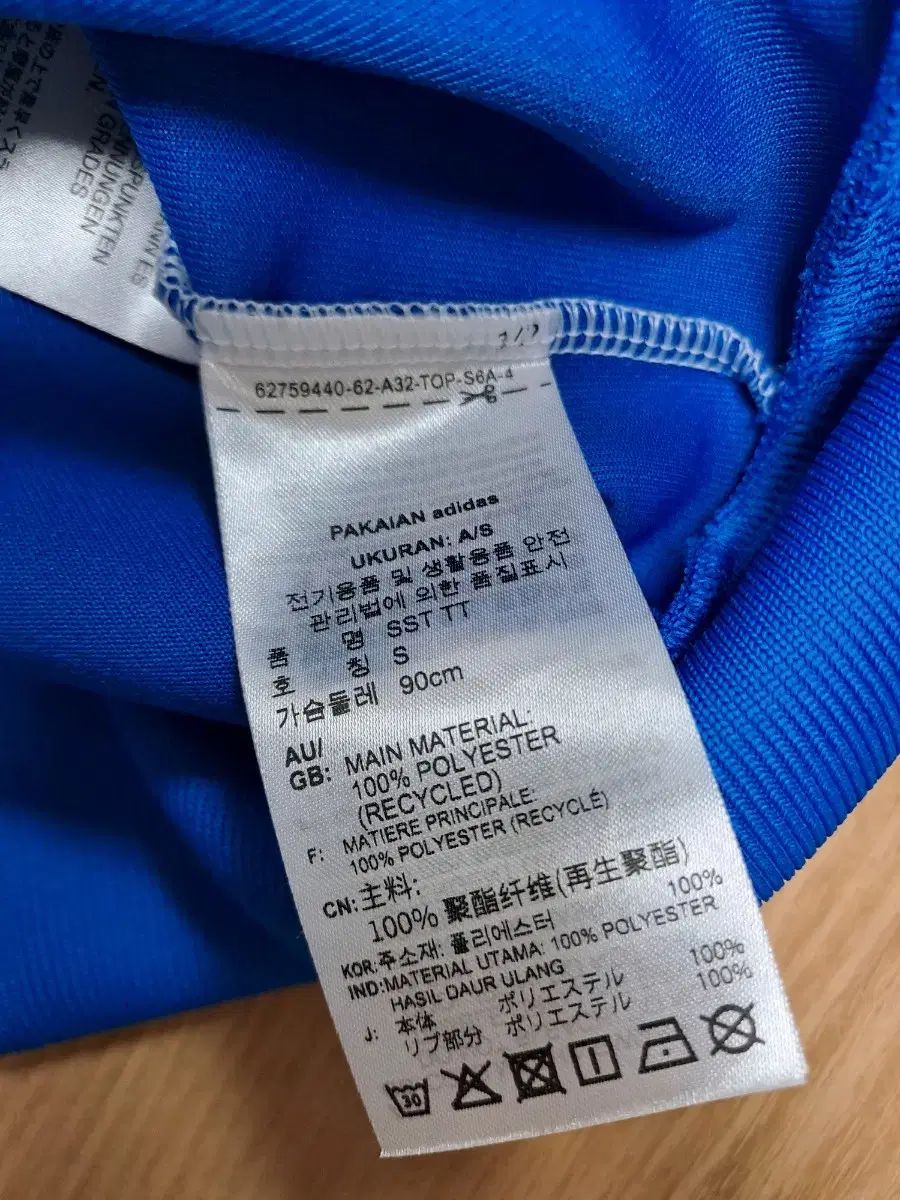 GRADES
62759440-62-A32-TOP-S6A-4
PAKAIAN adidas
UKURAN: A/S
전기용품 및 생활용품 안전
관리법에 의한 품질표시
품 명 SST TT
호 칭 S
가슴둘레 90cm
AU/
GB: MAIN MATERIAL:
100% POLYESTER
(RECYCLED)
F: MATIERE PRINCIPALE:
100% POLYESTER (RECYCLÉ)
CN: 主料:
100% 聚酯纤维(再生聚酯)
KOR: 주소재: 폴리에스터 100%
IND: MATERIAL UTAMA: 100% POLYESTER
HASIL DAUR ULANG
J: 本体 ポリエステル 100%
リブ部分 ポリエステル 100%
30